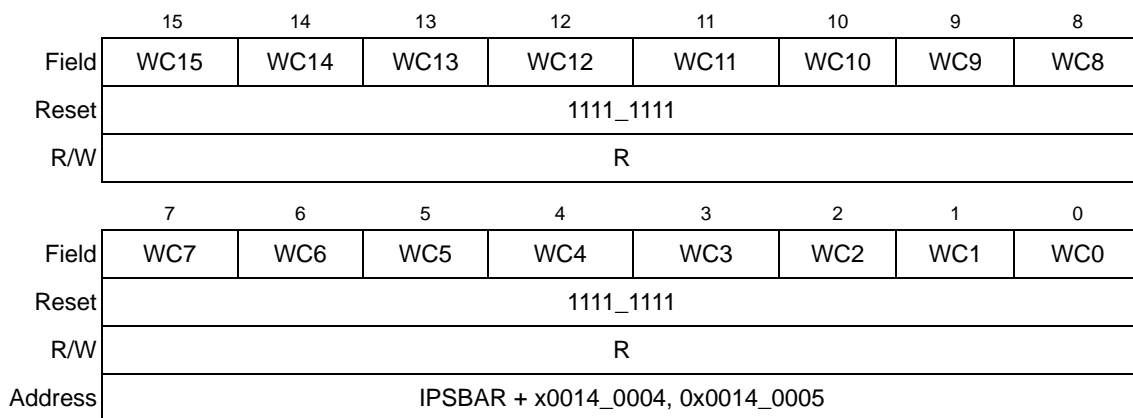 15 14 13 12 11 10 9 8
Field WC15 WC14 WC13 WC12 WC11 WC10 WC9 WC8
Reset 1111_1111
R/W R
7 6 5 4 3 2 1 0
Field WC7 WC6 WC5 WC4 WC3 WC2 WC1 WC0
Reset 1111_1111
R/W R
Address IPSBAR + x0014_0004, 0x0014_0005